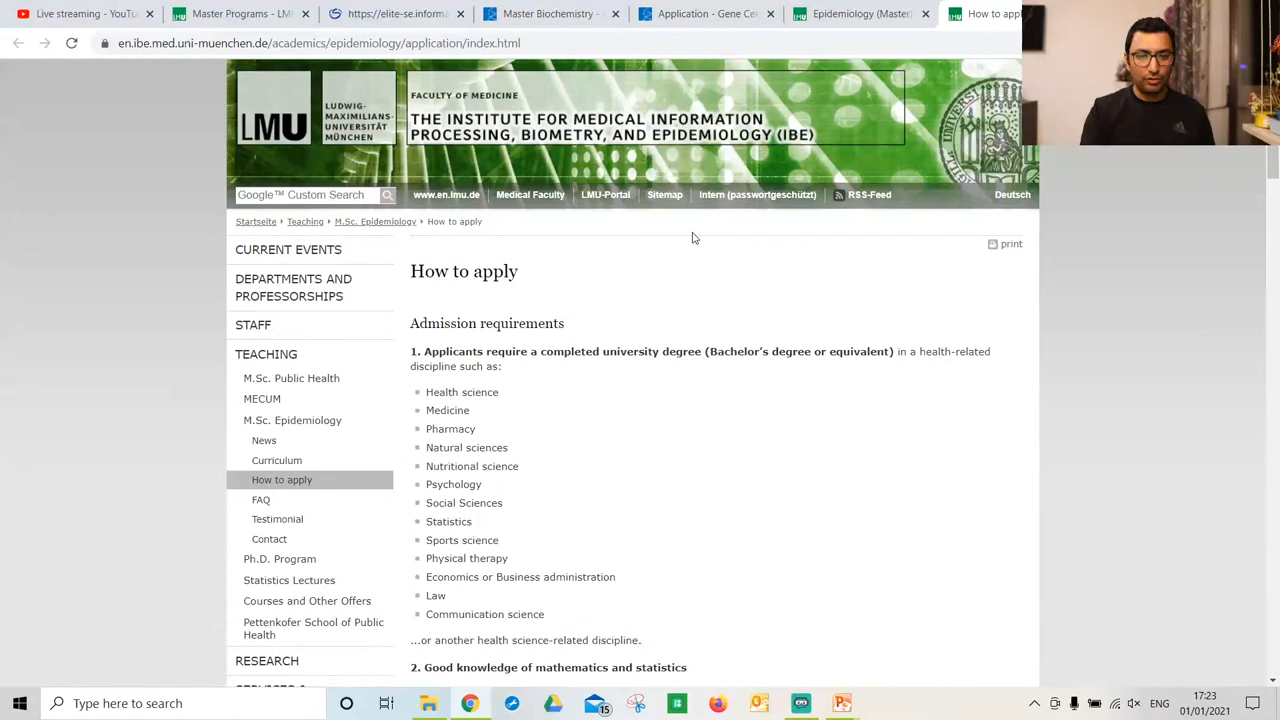 Live streaming - YouTu
Master Programs - LMU
https://elite-se.informa
Master Biochemistry -
Application - Gene Cer
Epidemiology (Master)
How to app
en.ibe.med.uni-muenchen.de/academics/epidemiology/application/index.html
LMU
LUDWIG-
MAXIMILIANS-
UNIVERSITÄT
MÜNCHEN
FACULTY OF MEDICINE
THE INSTITUTE FOR MEDICAL INFORMATION
PROCESSING, BIOMETRY, AND EPIDEMIOLOGY (IBE)
Google™ Custom Search
www.en.lmu.de
Medical Faculty
LMU-Portal
Sitemap
Intern (passwortgeschützt)
RSS-Feed
Deutsch
Startseite
Teaching
M.Sc. Epidemiology
How to apply
print
CURRENT EVENTS
DEPARTMENTS AND
PROFESSORSHIPS
STAFF
TEACHING
M.Sc. Public Health
MECUM
M.Sc. Epidemiology
News
Curriculum
How to apply
FAQ
Testimonial
Contact
Ph.D. Program
Statistics Lectures
Courses and Other Offers
Pettenkofer School of Public
Health
RESEARCH
How to apply
Admission requirements
1. Applicants require a completed university degree (Bachelor's degree or equivalent) in a health-related
discipline such as:
Health science
Medicine
Pharmacy
Natural sciences
Nutritional science
Psychology
Social Sciences
Statistics
Sports science
Physical therapy
Economics or Business administration
Law
Communication science
...or another health science-related discipline.
2. Good knowledge of mathematics and statistics
Type here to search
15
ENG
17:23
01/01/2021